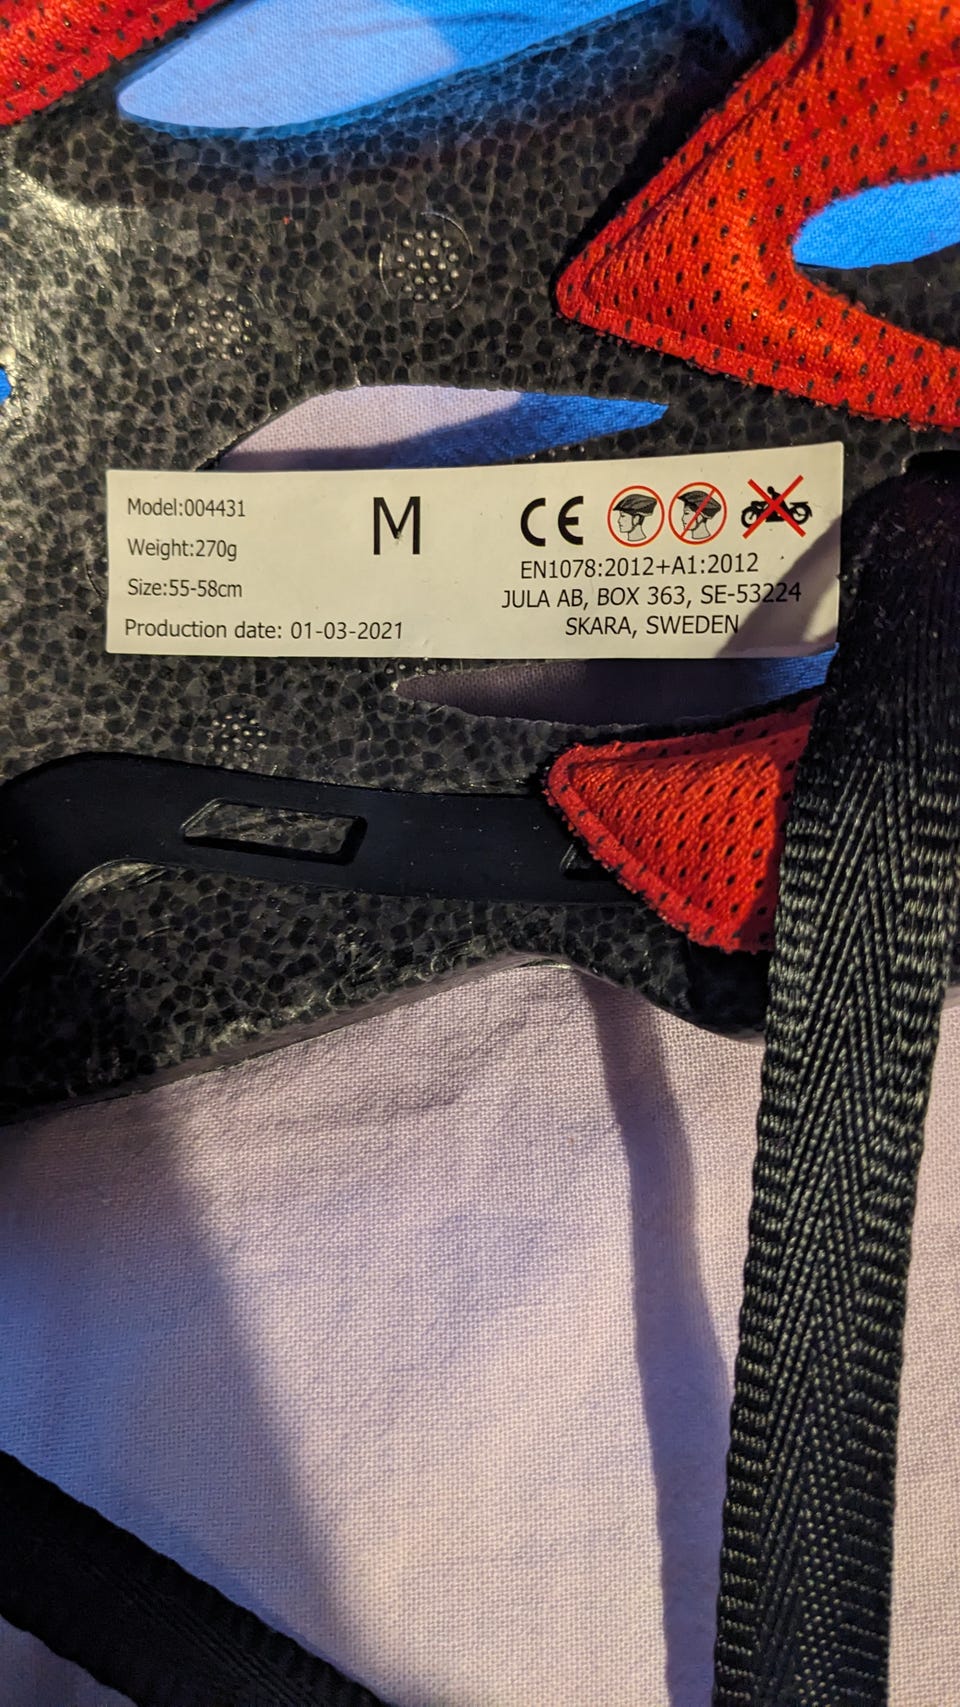 Model:004431
Weight:270g
Size:55-58cm
Production date: 01-03-2021
M
CE
EN1078:2012+A1:2012
JULA AB, BOX 363, SE-53224
SKARA, SWEDEN